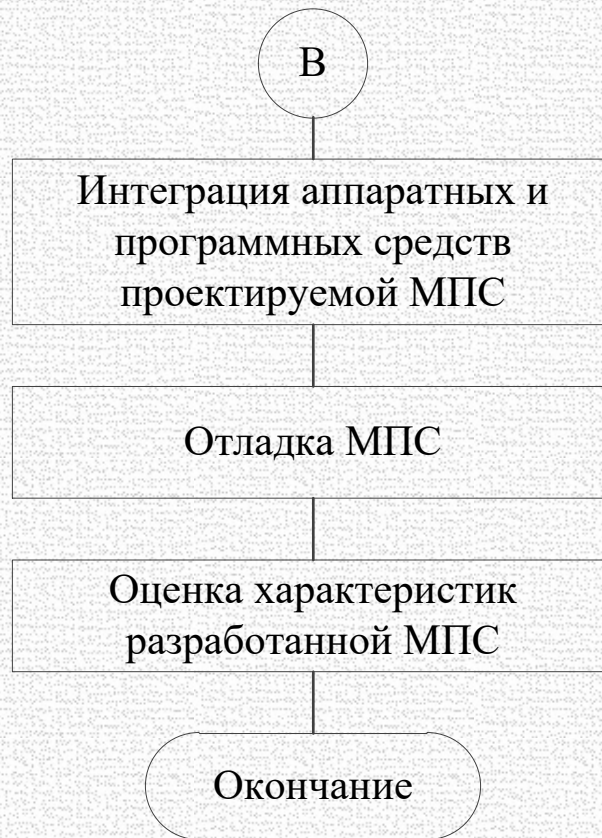 В
Интеграция аппаратных и
программных средств
проектируемой МПС
Отладка МПС
Оценка характеристик
разработанной МПС
Окончание